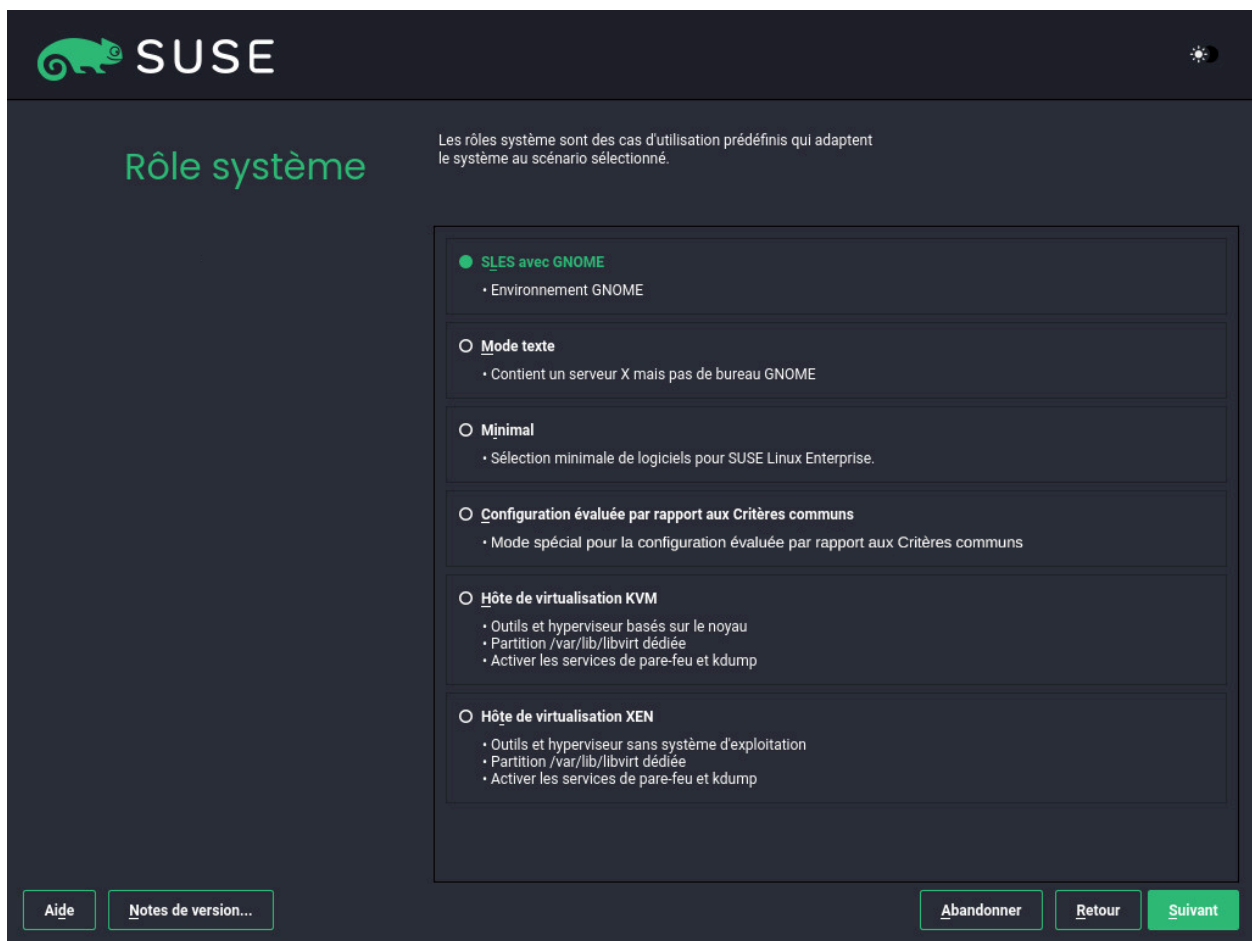 SUSE
Rôle système
Les rôles système sont des cas d'utilisation prédéfinis qui adaptent
le système au scénario sélectionné.
SLES avec GNOME
• Environnement GNOME
Mode texte
• Contient un serveur X mais pas de bureau GNOME
Minimal
• Sélection minimale de logiciels pour SUSE Linux Enterprise.
Configuration évaluée par rapport aux Critères communs
• Mode spécial pour la configuration évaluée par rapport aux Critères communs
Hôte de virtualisation KVM
• Outils et hyperviseur basés sur le noyau
• Partition /var/lib/libvirt dédiée
• Activer les services de pare-feu et kdump
Hôte de virtualisation XEN
• Outils et hyperviseur sans système d'exploitation
• Partition /var/lib/libvirt dédiée
• Activer les services de pare-feu et kdump
Aide
Notes de version...
Abandonner
Retour
Suivant